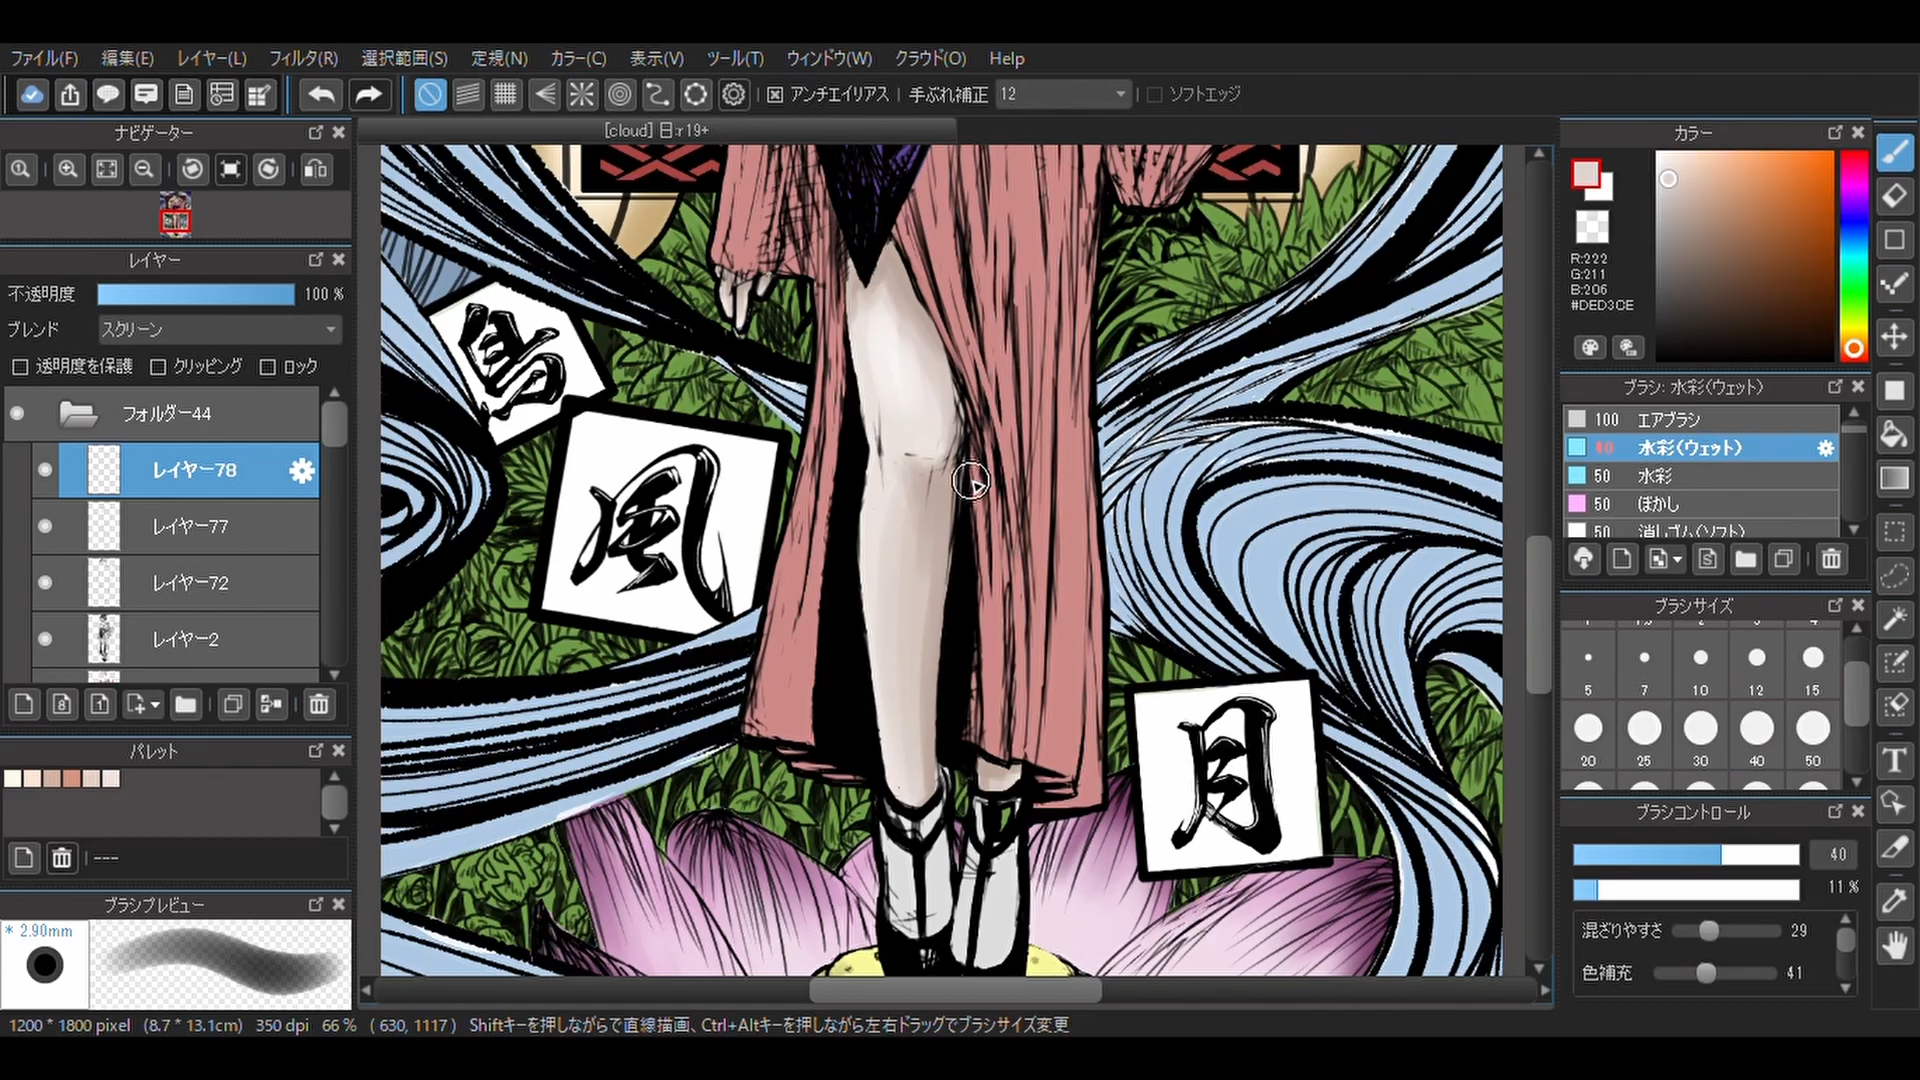 ファイル(F) 編集(E) レイヤー(L) フィルタ(R) 選択範囲(S) 定規(N) カラー(C) 表示(V) ツール(T) ウィンドウ(W) クラウド(O) Help
アンチエイリアス 手ぶれ補正 12 ソフトエッジ
ナビゲーター
[cloud] 日:r19+
レイヤー
不透明度 100 %
ブレンド スクリーン
透明度を保護 クリッピング ロック
フォルダー44
レイヤー78
レイヤー77
レイヤー72
レイヤー2
パレット
---
ブラシプレビュー
* 2.90mm
鳥
風
月
カラー
R:222
G:211
B:206
#DED3CE
ブラシ: 水彩(ウェット)
100 エアブラシ
水彩(ウェット)
50 水彩
50 ぼかし
50 消しゴム(ソフト)
ブラシサイズ
5 7 10 12 15
20 25 30 40 50
ブラシコントロール
40
11 %
混ざりやすさ 29
色補充 41
1200 * 1800 pixel (8.7 * 13.1cm) 350 dpi 66 % ( 630, 1117 ) Shiftキーを押しながらで直線描画、Ctrl+Altキーを押しながら左右ドラッグでブラシサイズ変更